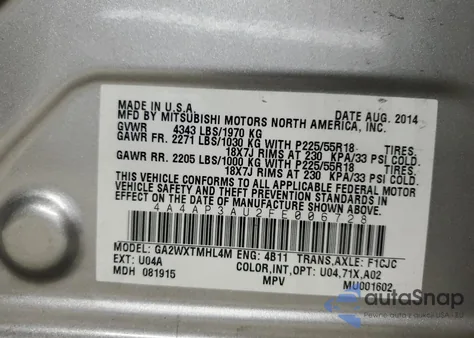 MADE IN U.S.A. DATE AUG. 2014
MFD BY MITSUBISHI MOTORS NORTH AMERICA, INC.
GVWR 4343 LBS/1970 KG
GAWR FR. 2271 LBS/1030 KG WITH P225/55R18 TIRES,
18X7J RIMS AT 230 KPA/33 PSI COLD.
GAWR RR. 2205 LBS/1000 KG WITH P225/55R18 TIRES,
18X7J RIMS AT 230 KPA/33 PSI COLD.
THIS VEHICLE CONFORMS TO ALL APPLICABLE FEDERAL MOTOR
VEHICLE SAFETY AND THEFT PREVENTION STANDARDS IN
EFFECT ON THE DATE OF MANUFACTURE SHOWN ABOVE.
4A4AP3AU2FE006728
MODEL: GA2WXTMHL4M ENG: 4B11 TRANS,AXLE: F1CJC
EXT: U04A COLOR,INT,OPT: U04,71X,A02
MDH 081915 MPV MU001602
autoSnap